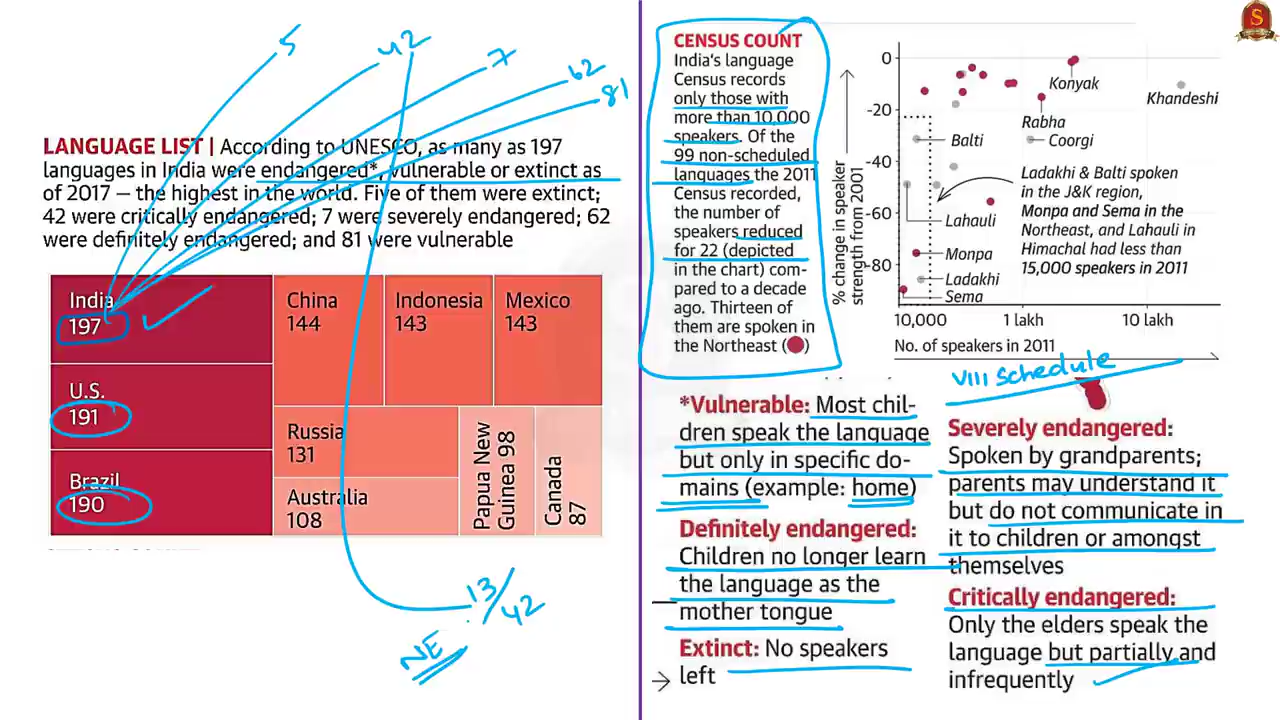 5
42
7
62
81
LANGUAGE LIST | According to UNESCO, as many as 197
languages in India were endangered*, vulnerable or extinct as
of 2017 — the highest in the world. Five of them were extinct;
42 were critically endangered; 7 were severely endangered; 62
were definitely endangered; and 81 were vulnerable
India
197
U.S.
191
Brazil
190
China
144
Indonesia
143
Mexico
143
Russia
131
Australia
108
Papua New
Guinea 98
Canada
87
13/42
NE
CENSUS COUNT
India's language
Census records
only those with
more than 10,000
speakers. Of the
99 non-scheduled
languages the 2011
Census recorded,
the number of
speakers reduced
for 22 (depicted
in the chart) com-
pared to a decade
ago. Thirteen of
them are spoken in
the Northeast ( )
% change in speaker
strength from 2001
0
-20
-40
-60
-80
Konyak
Khandeshi
Rabha
Balti
Coorgi
Lahauli
Monpa
Ladakhi
Sema
Ladakhi & Balti spoken
in the J&K region,
Monpa and Sema in the
Northeast, and Lahauli in
Himachal had less than
15,000 speakers in 2011
10,000
1 lakh
10 lakh
No. of speakers in 2011
VIII Schedule
*Vulnerable: Most chil-
dren speak the language
but only in specific do-
mains (example: home)
Definitely endangered:
Children no longer learn
the language as the
mother tongue
Extinct: No speakers
left
Severely endangered:
Spoken by grandparents;
parents may understand it
but do not communicate in
it to children or amongst
themselves
Critically endangered:
Only the elders speak the
language but partially and
infrequently
S